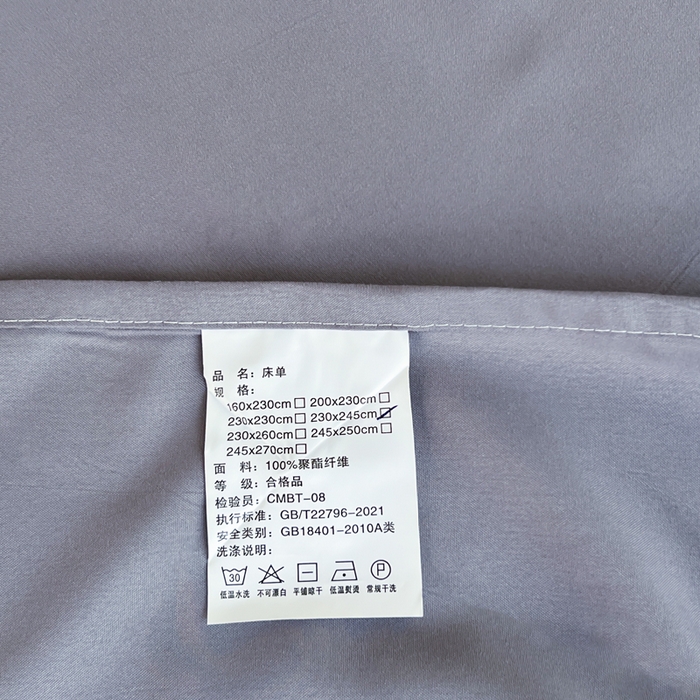 品 名：床单
规 格：
160x230cm□ 200x230cm□
230x230cm□ 230x245cm☑
230x260cm□ 245x250cm□
245x270cm□
面 料：100%聚酯纤维
等 级：合格品
检验员：CMBT-08
执行标准：GB/T22796-2021
安全类别：GB18401-2010A类
洗涤说明：
30 P
低温水洗 不可漂白 平铺晾干 低温熨烫 常规干洗